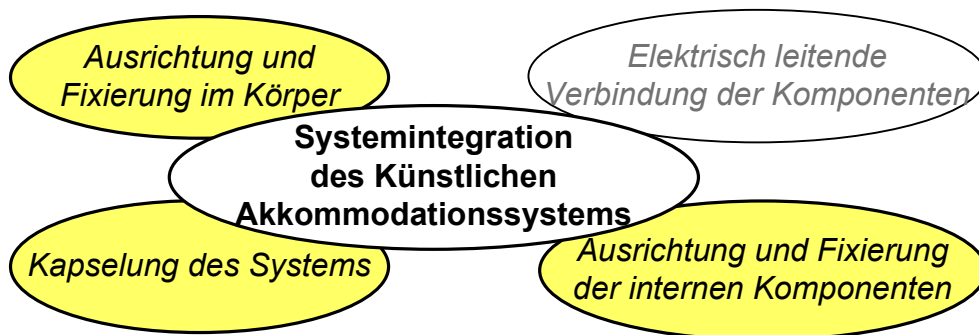 Ausrichtung und
Fixierung im Körper
Elektrisch leitende
Verbindung der Komponenten
Systemintegration
des Künstlichen
Akkommodationssystems
Kapselung des Systems
Ausrichtung und Fixierung
der internen Komponenten